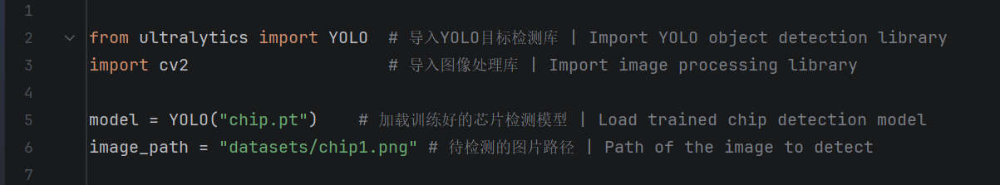 1
2 from ultralytics import YOLO  # 导入YOLO目标检测库 | Import YOLO object detection library
3 import cv2                    # 导入图像处理库 | Import image processing library
4
5 model = YOLO("chip.pt")    # 加载训练好的芯片检测模型 | Load trained chip detection model
6 image_path = "datasets/chip1.png" # 待检测的图片路径 | Path of the image to detect
7